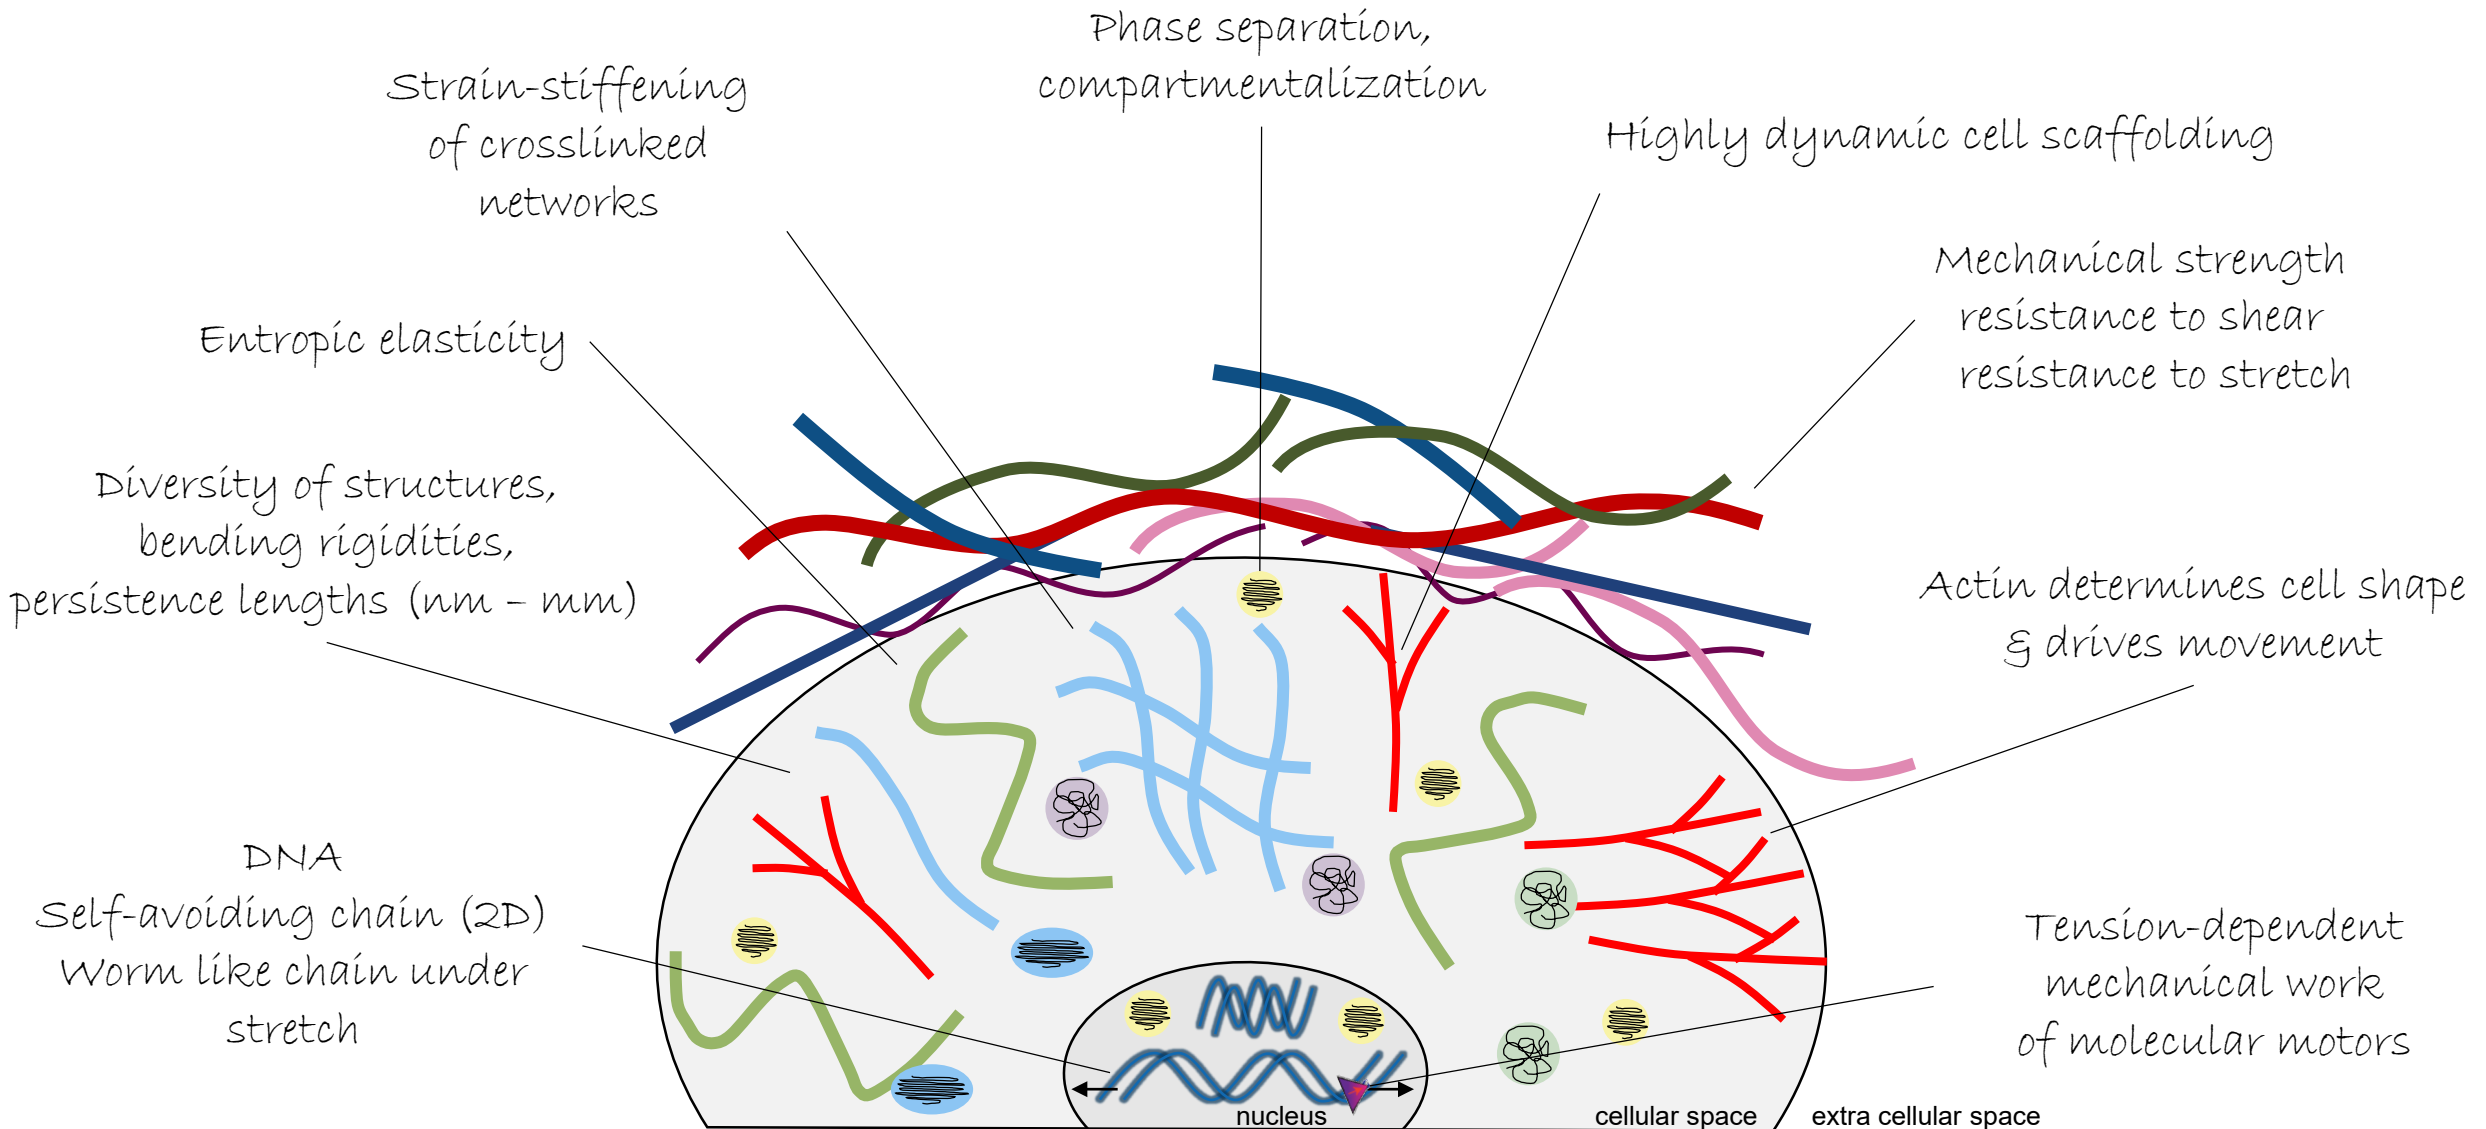 Phase separation,
compartmentalization
Strain-stiffening
of crosslinked
networks
Highly dynamic cell scaffolding
Mechanical strength
resistance to shear
resistance to stretch
Entropic elasticity
Diversity of structures,
bending rigidities,
persistence lengths (nm – mm)
Actin determines cell shape
& drives movement
DNA
Self-avoiding chain (2D)
Worm like chain under
stretch
Tension-dependent
mechanical work
of molecular motors
nucleus
cellular space
extra cellular space